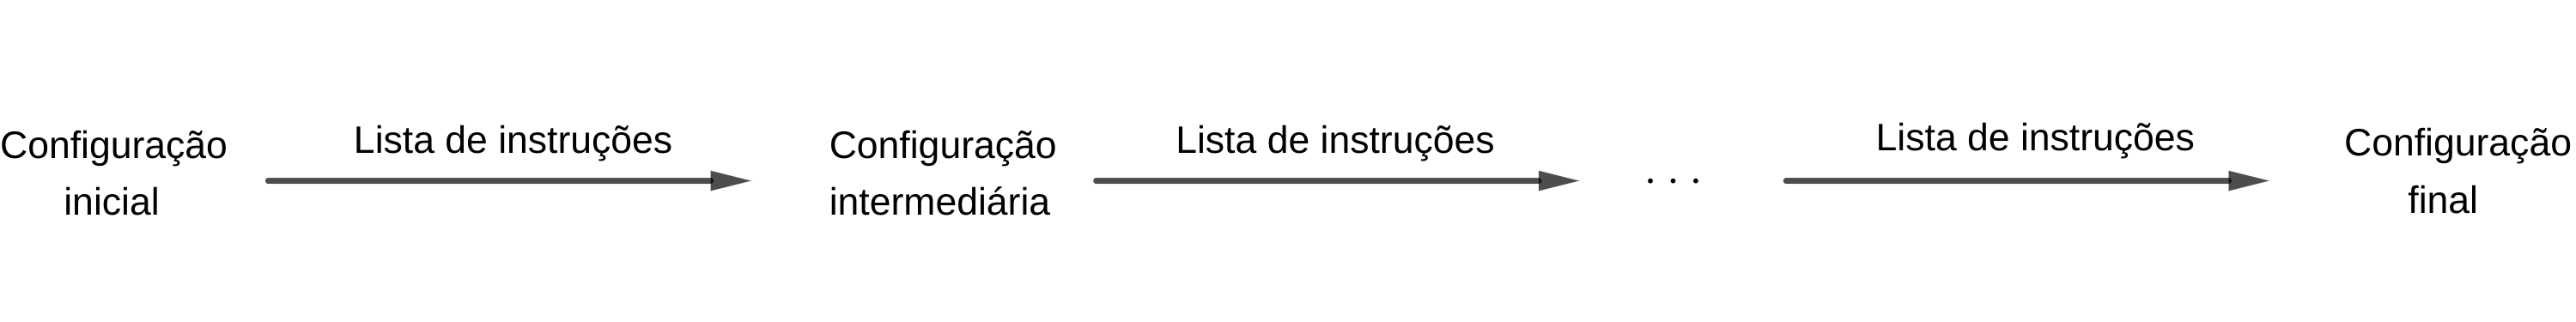 Configuração
inicial
Lista de instruções
Configuração
intermediária
Lista de instruções
. . .
Lista de instruções
Configuração
final